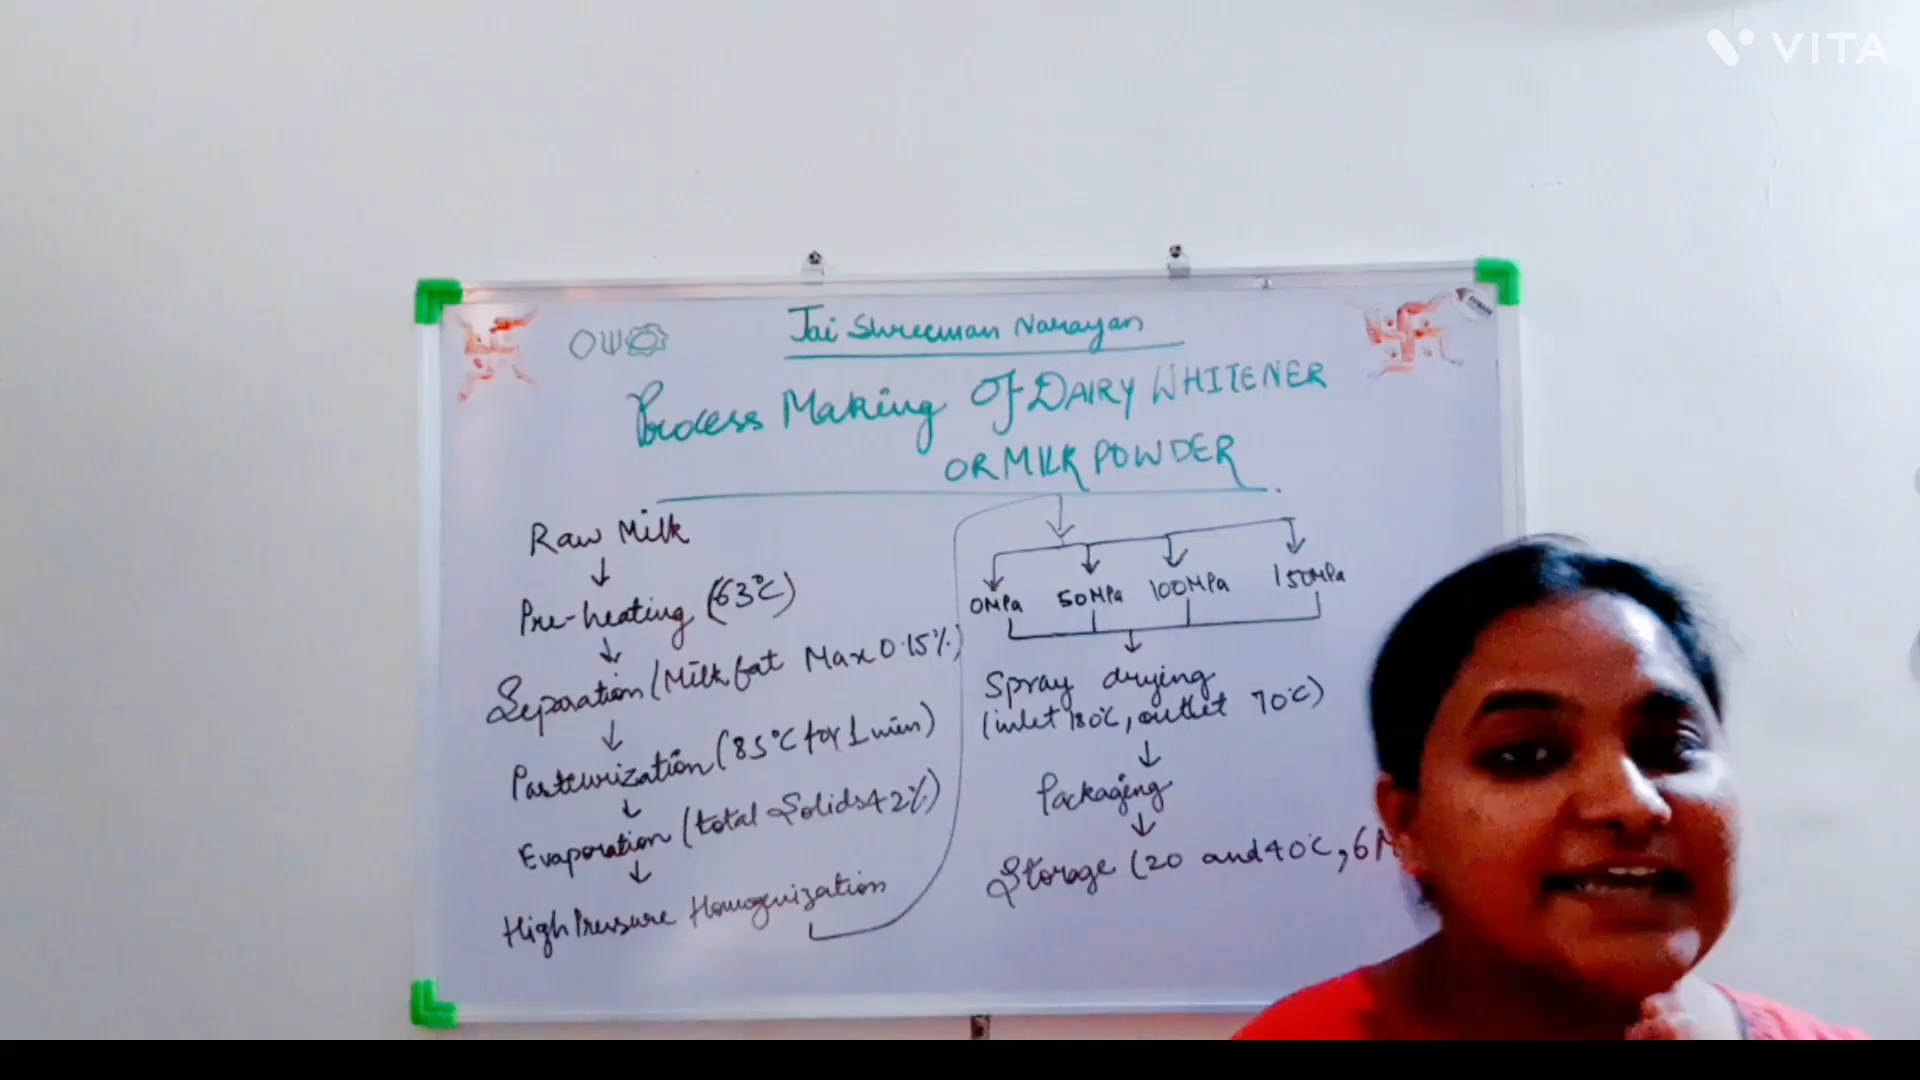 VITA
Jai Shreeman Narayan
Process Making Of DAIRY WHITENER
OR MILK POWDER
Raw Milk
Pre-heating (63°C)
Separation (Milk fat Max 0.15%)
Pasteurization (85°C for 1 min)
Evaporation (total Solids 42%)
High Pressure Homogenization
0MPa 50MPa 100MPa 150MPa
Spray drying
(inlet 180°C, outlet 70°C)
Packaging
Storage (20 and 40°C, 6M